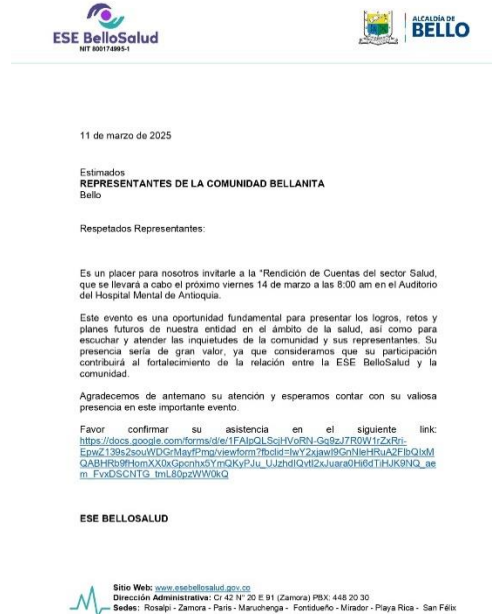 ESE BelloSalud
NIT 800174995-1
ALCALDÍA DE
BELLO
11 de marzo de 2025
Estimados
REPRESENTANTES DE LA COMUNIDAD BELLANITA
Bello
Respetados Representantes:
Es un placer para nosotros invitarle a la "Rendición de Cuentas del sector Salud,
que se llevará a cabo el próximo viernes 14 de marzo a las 8:00 am en el Auditorio
del Hospital Mental de Antioquia.
Este evento es una oportunidad fundamental para presentar los logros, retos y
planes futuros de nuestra entidad en el ámbito de la salud, así como para
escuchar y atender las inquietudes de la comunidad y sus representantes. Su
presencia sería de gran valor, ya que consideramos que su participación
contribuirá al fortalecimiento de la relación entre la ESE BelloSalud y la
comunidad.
Agradecemos de antemano su atención y esperamos contar con su valiosa
presencia en este importante evento.
Favor confirmar su asistencia en el siguiente link:
https://docs.google.com/forms/d/e/1FAIpQLScjHVoRN-Gq9zJ7R0W1rZxRri-
EpwZ139s2souWDGrMayfPmg/viewform?fbclid=IwY2xjawI9GnNleHRuA2FlbQIxM
QABHRb9fHomXX0xGpcnhx5YmQKyPJu_UJzhdIQvtl2xJuara0Hi6dTiHJK9NQ_ae
m_FvxDSCNTG_tmL80pzWW0kQ
ESE BELLOSALUD
Sitio Web: www.esebellosalud.gov.co
Dirección Administrativa: Cr 42 N° 20 E 91 (Zamora) PBX: 448 20 30
Sedes: Rosalpi - Zamora - Paris - Maruchenga - Fontidueño - Mirador - Playa Rica - San Félix